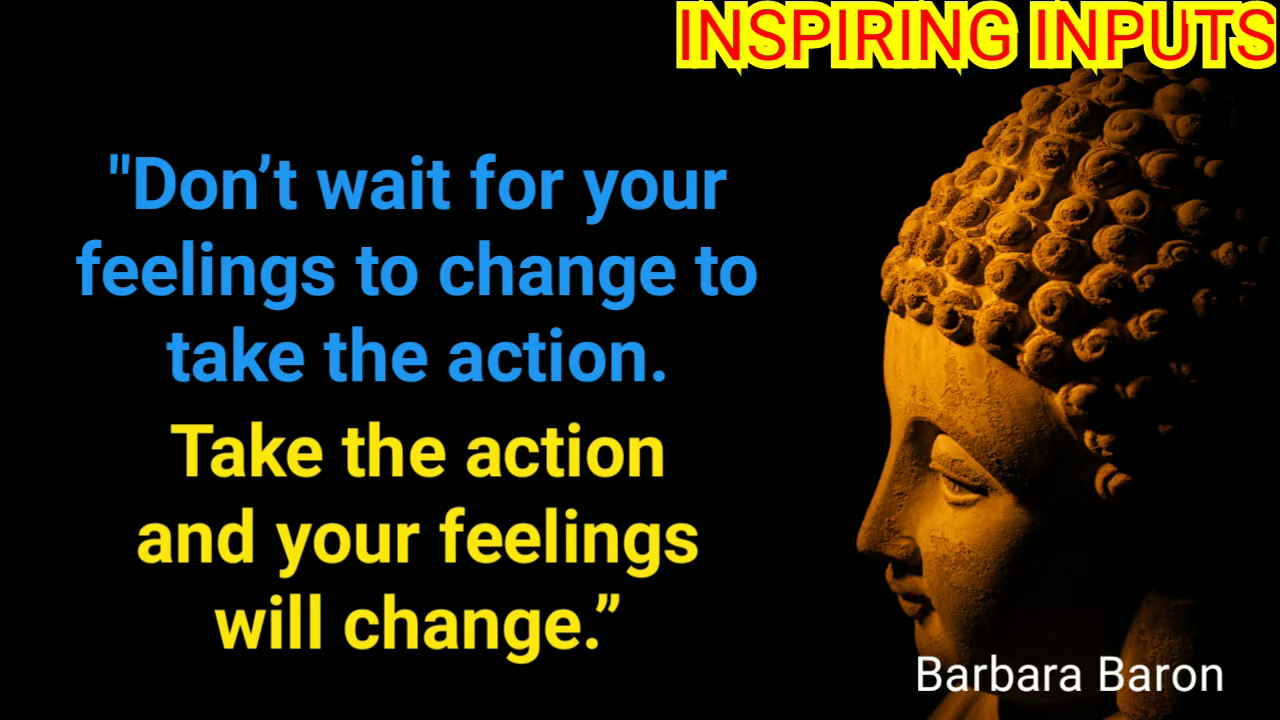 INSPIRING INPUTS
"Don’t wait for your
feelings to change to
take the action.
Take the action
and your feelings
will change.”
Barbara Baron